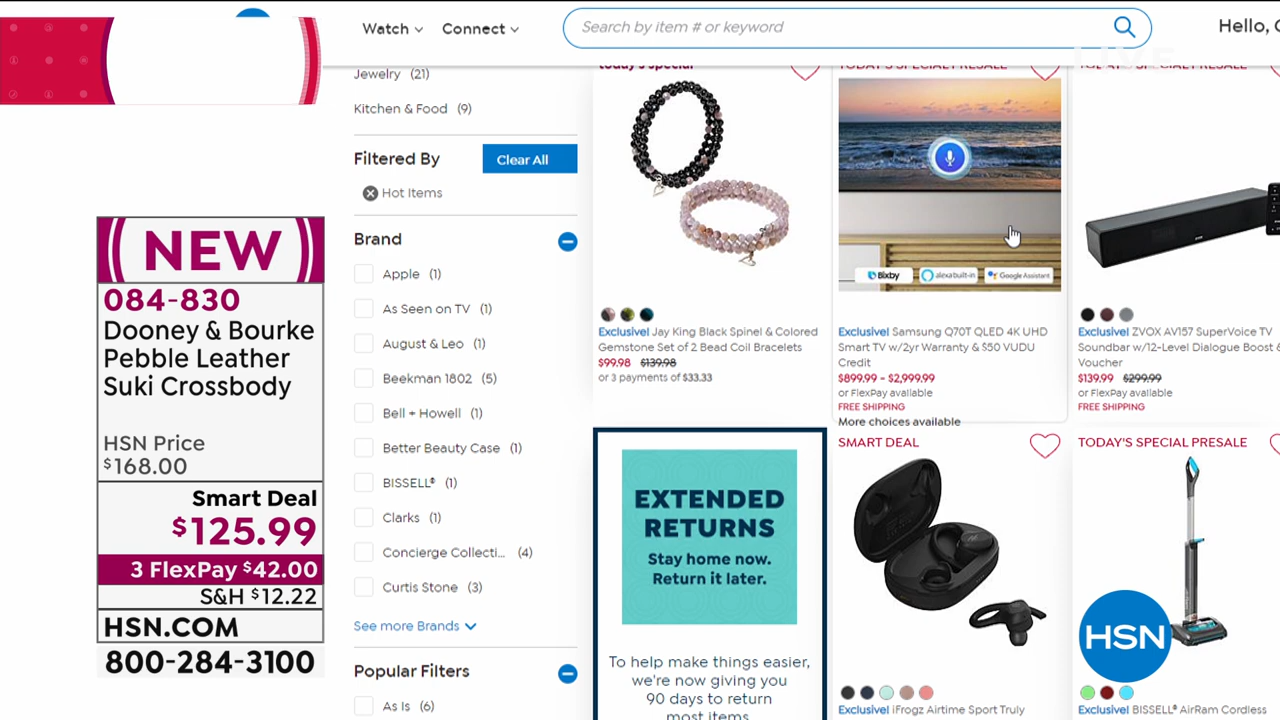 Watch
Connect
Search by item # or keyword
Hello,
LIVE
Jewelry (21)
Kitchen & Food (9)
Filtered By
Clear All
Hot Items
Brand
Apple (1)
As Seen on TV (1)
August & Leo (1)
Beekman 1802 (5)
Bell + Howell (1)
Better Beauty Case (1)
BISSELL® (1)
Clarks (1)
Concierge Collecti... (4)
Curtis Stone (3)
See more Brands
Popular Filters
As Is (6)
NEW
084-830
Dooney & Bourke
Pebble Leather
Suki Crossbody
HSN Price
$168.00
Smart Deal
$125.99
3 FlexPay $42.00
S&H $12.22
HSN.COM
800-284-3100
today's special
Exclusive! Jay King Black Spinel & Colored
Gemstone Set of 2 Bead Coil Bracelets
$99.98 $139.98
or 3 payments of $33.33
TODAY'S SPECIAL PRESALE
Bixby
alexa built-in
Google Assistant
Exclusive! Samsung Q70T QLED 4K UHD
Smart TV w/2yr Warranty & $50 VUDU
Credit
$899.99 - $2,999.99
or FlexPay available
FREE SHIPPING
More choices available
TODAY'S SPECIAL PRESALE
Exclusive! ZVOX AV157 SuperVoice TV
Soundbar w/12-Level Dialogue Boost &
Voucher
$139.99 $299.99
or FlexPay available
FREE SHIPPING
EXTENDED
RETURNS
Stay home now.
Return it later.
To help make things easier,
we're now giving you
90 days to return
most items
SMART DEAL
Exclusive! iFrogz Airtime Sport Truly
TODAY'S SPECIAL PRESALE
HSN
Exclusive! BISSELL® AirRam Cordless